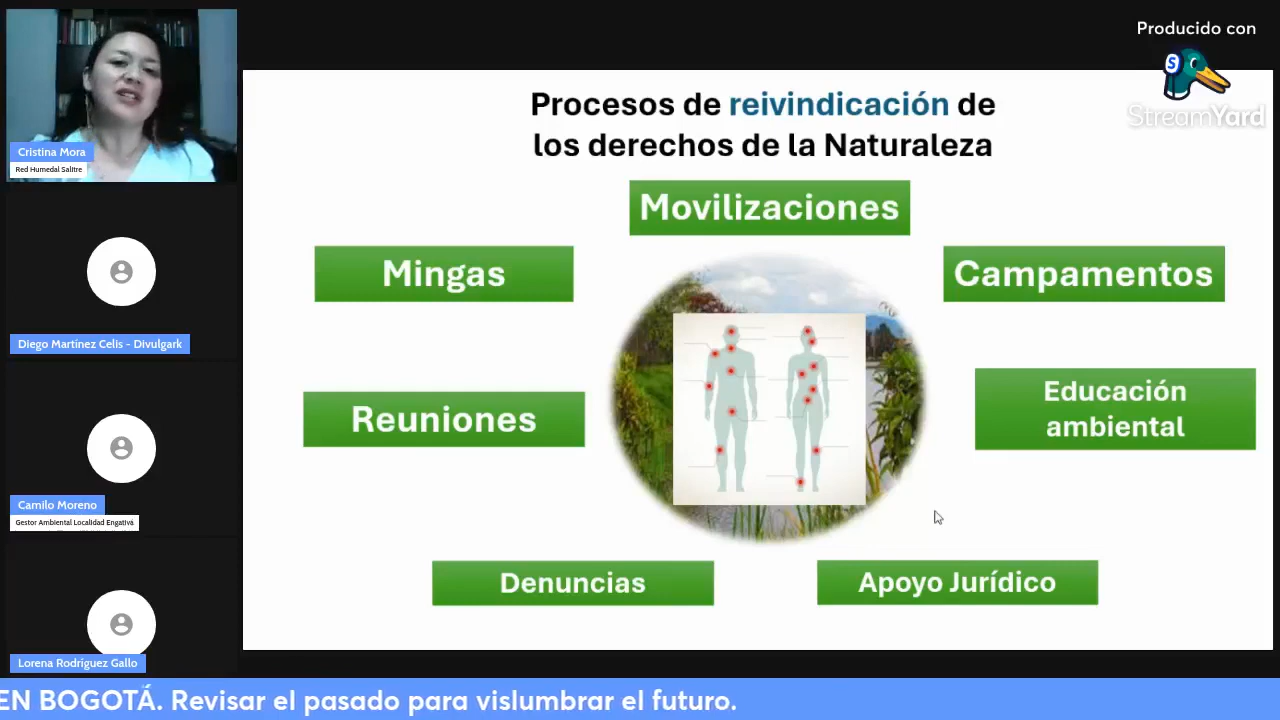 Producido con
StreamYard
Procesos de reivindicación de
los derechos de la Naturaleza
Movilizaciones
Mingas
Campamentos
Reuniones
Educación
ambiental
Denuncias
Apoyo Jurídico
Cristina Mora
Red Humedal Salitre
Diego Martínez Celis - Divulgark
Camilo Moreno
Gestor Ambiental Localidad Engativá
Lorena Rodríguez Gallo
EN BOGOTÁ. Revisar el pasado para vislumbrar el futuro.